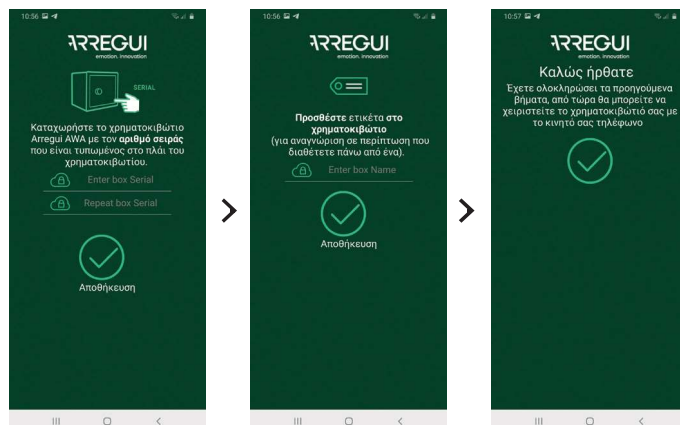 10:56
ARREGUI
emotion. innovation
SERIAL
Καταχωρήστε το χρηματοκιβώτιο
Arregui AWA με τον αριθμό σειράς
που είναι τυπωμένος στο πλάι του
χρηματοκιβωτίου.
Enter box Serial
Repeat box Serial
Αποθήκευση
10:56
ARREGUI
emotion. innovation
Προσθέστε ετικέτα στο
χρηματοκιβώτιο
(για αναγνώριση σε περίπτωση που
διαθέτετε πάνω από ένα).
Enter box Name
Αποθήκευση
10:57
ARREGUI
emotion. innovation
Καλώς ήρθατε
Έχετε ολοκληρώσει τα προηγούμενα
βήματα, από τώρα θα μπορείτε να
χειριστείτε το χρηματοκιβώτιό σας με
το κινητό σας τηλέφωνο